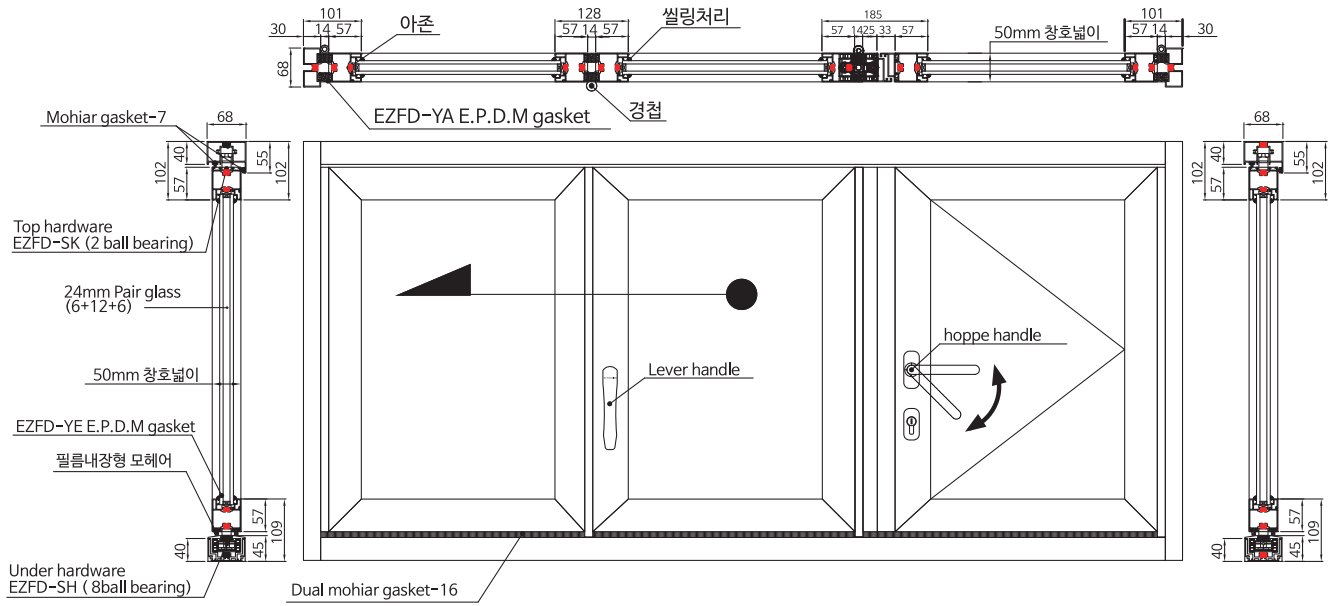 101
128
185
101
30
14
57
아존
57
14
57
씰링처리
57
14
25
33
57
50mm 창호넓이
57
14
30
68
EZFD-YA E.P.D.M gasket
경첩
Mohiar gasket-7
68
40
55
102
57
102
Top hardware
EZFD-SK (2 ball bearing)
24mm Pair glass
(6+12+6)
50mm 창호넓이
EZFD-YE E.P.D.M gasket
필름내장형 모헤어
57
109
40
45
Under hardware
EZFD-SH ( 8ball bearing)
Dual mohiar gasket-16
Lever handle
hoppe handle
68
40
55
102
57
102
57
109
40
45